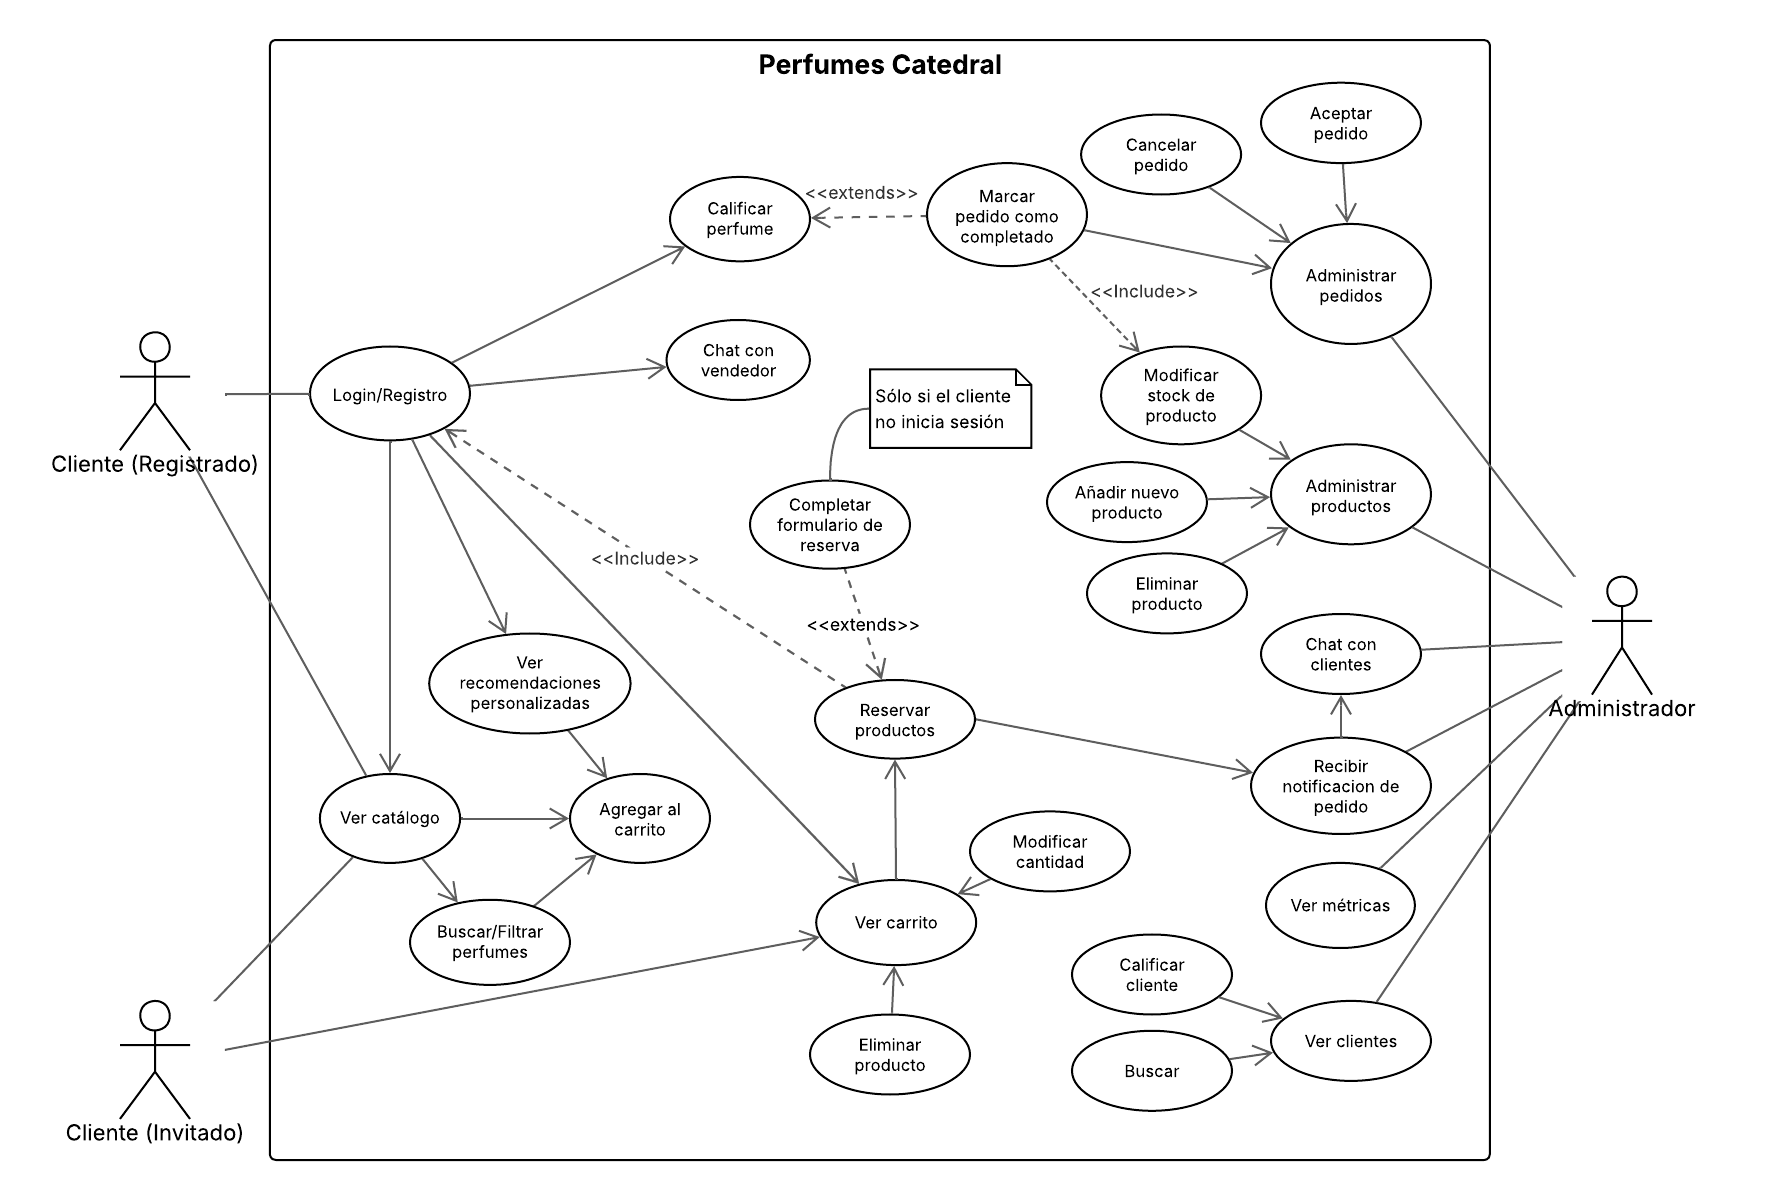 Perfumes Catedral
Aceptar
pedido
Cancelar
pedido
<<extends>>
Marcar
pedido como
completado
Calificar
perfume
Administrar
pedidos
<<Include>>
Chat con
vendedor
Modificar
stock de
producto
Login/Registro
Sólo si el cliente
no inicia sesión
Cliente (Registrado)
Administrar
productos
Añadir nuevo
producto
Completar
formulario de
reserva
<<Include>>
Eliminar
producto
<<extends>>
Chat con
clientes
Ver
recomendaciones
personalizadas
Administrador
Reservar
productos
Recibir
notificacion de
pedido
Ver catálogo
Agregar al
carrito
Modificar
cantidad
Ver métricas
Ver carrito
Buscar/Filtrar
perfumes
Calificar
cliente
Ver clientes
Eliminar
producto
Buscar
Cliente (Invitado)